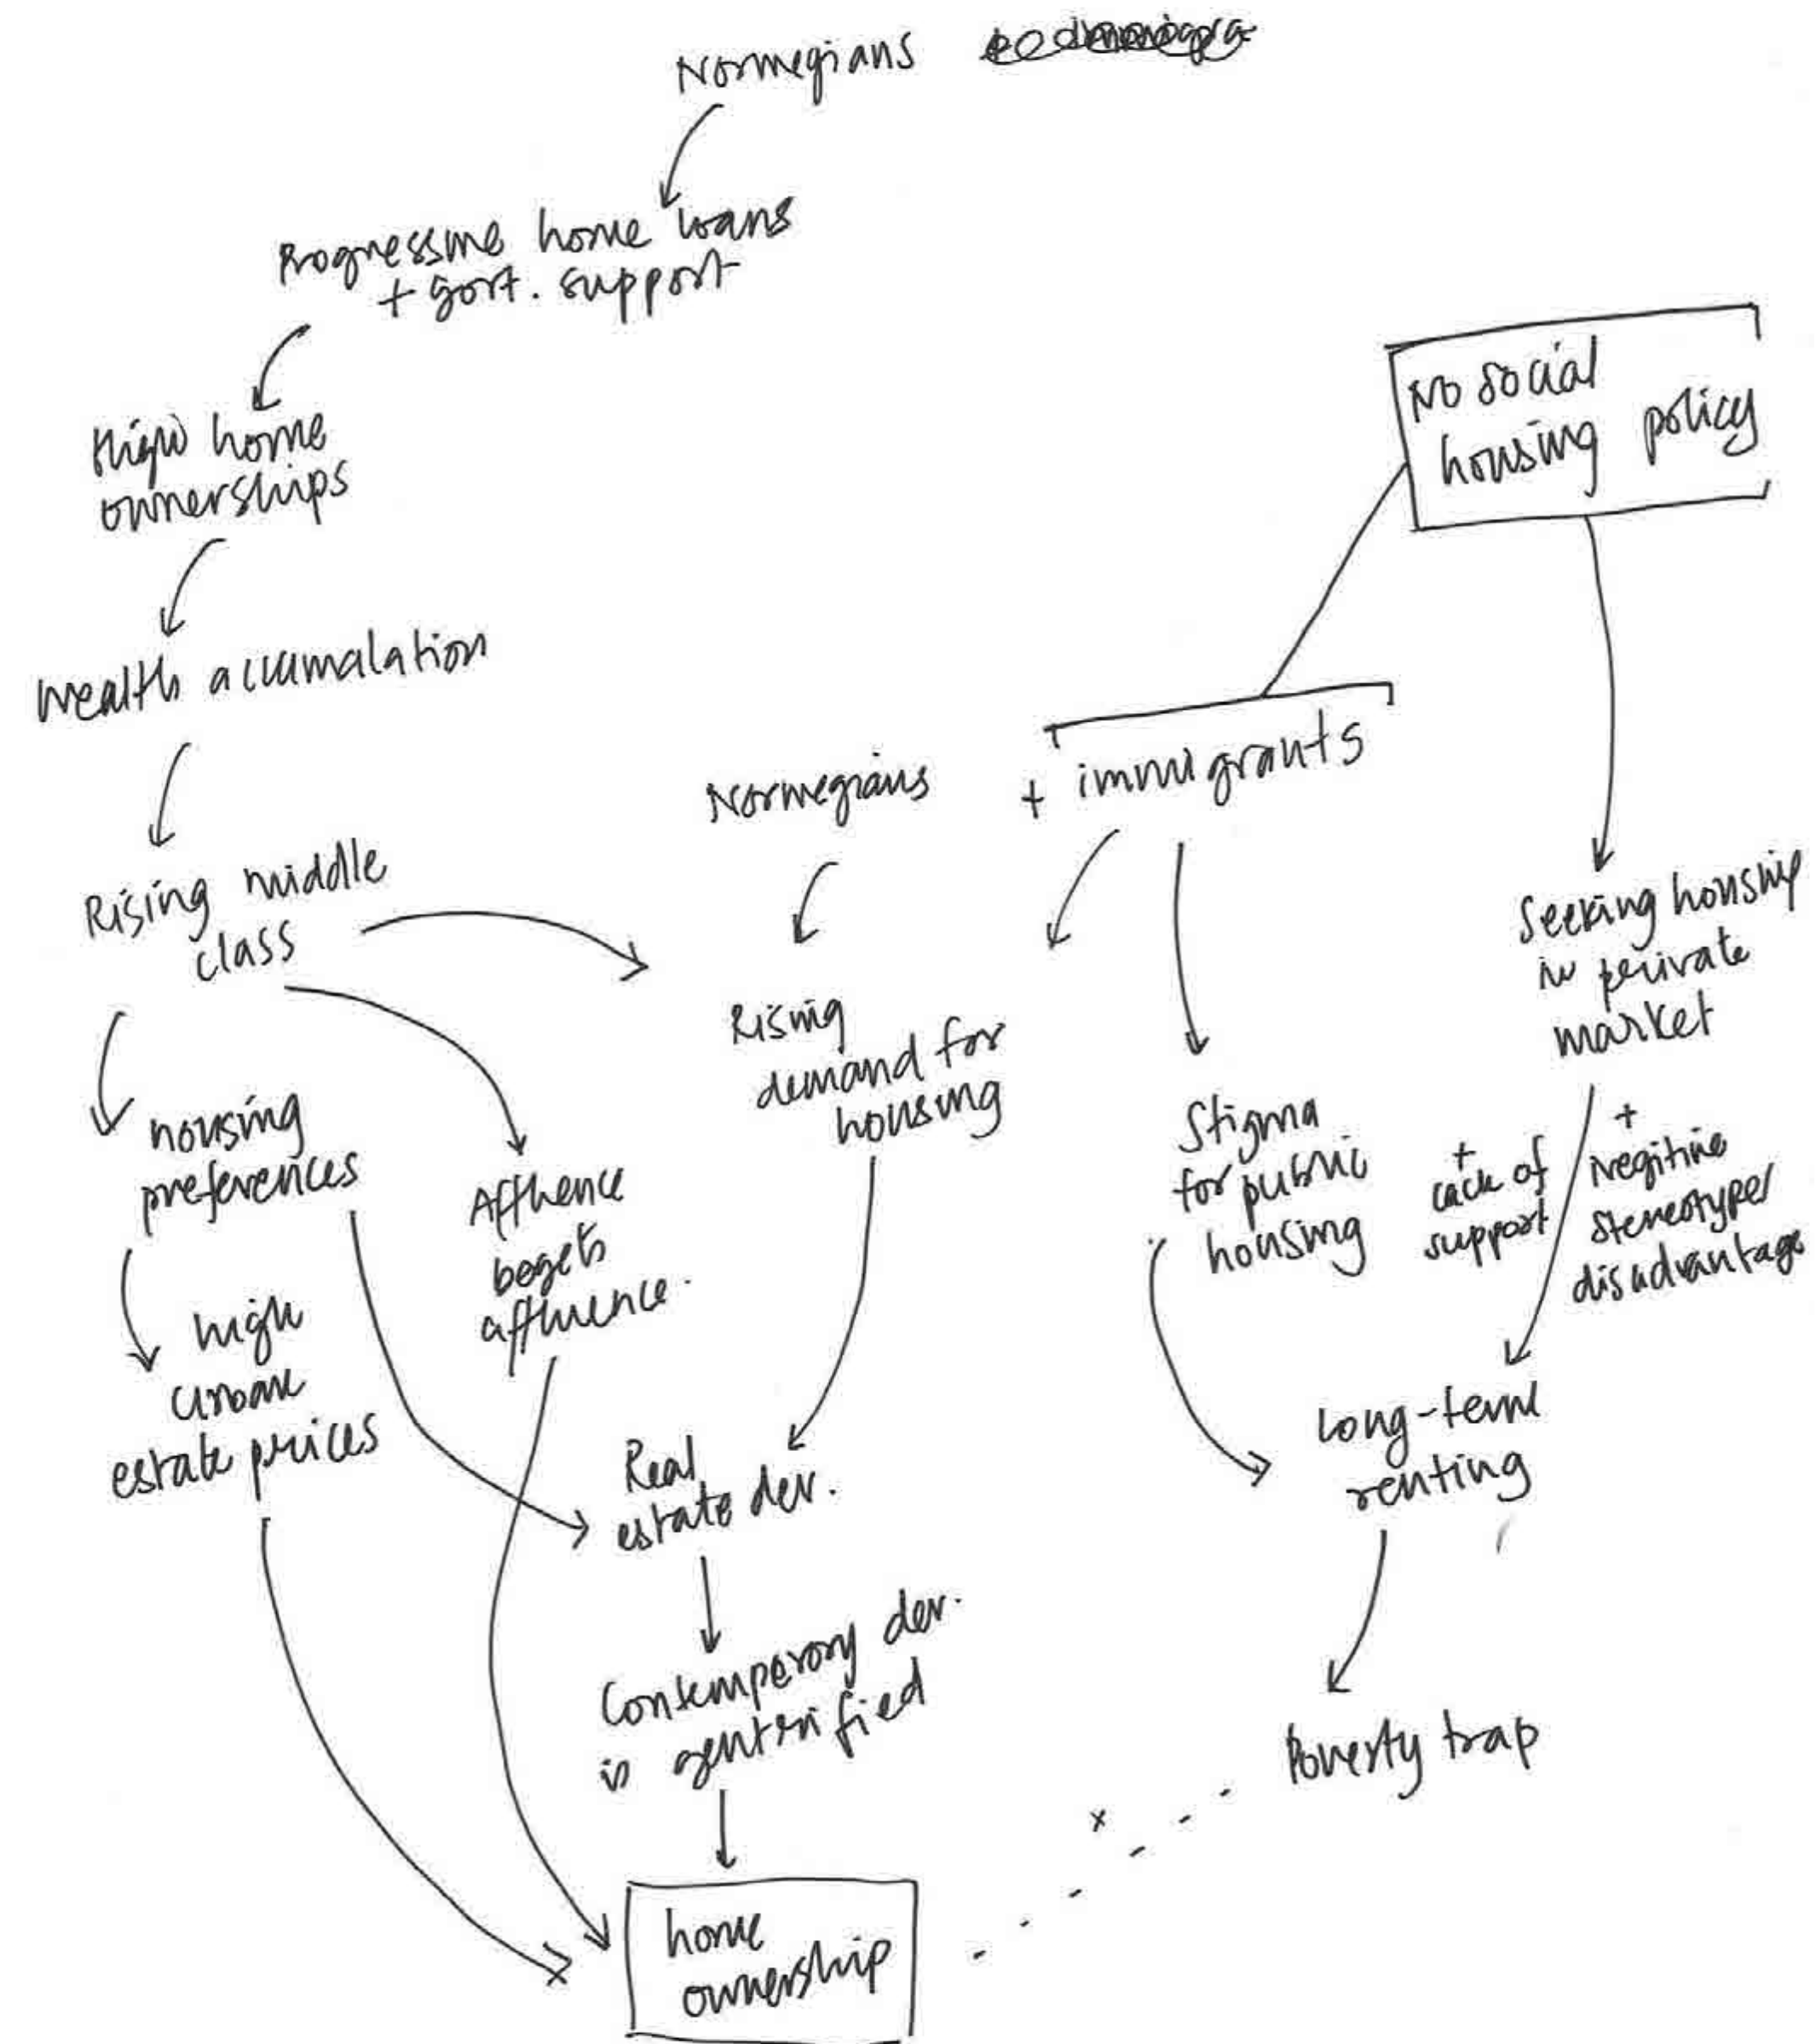 Norwegians
Progressive home loans
+ govt. support
High home
ownerships
No social
housing policy
Wealth accumalation
Norwegians + immigrants
Rising middle
class
Seeking housing
in private
market
Rising
demand for
housing
housing
preferences
Affluence
begets
affluence.
Stigma
for public
housing
+
lack of
support
+
Negitive
stereotypes
disadvantage
high
urban
estate prices
Real
estate dev.
Long-term
renting
Contemperory dev.
is gentrified
Poverty trap
x
home
ownership